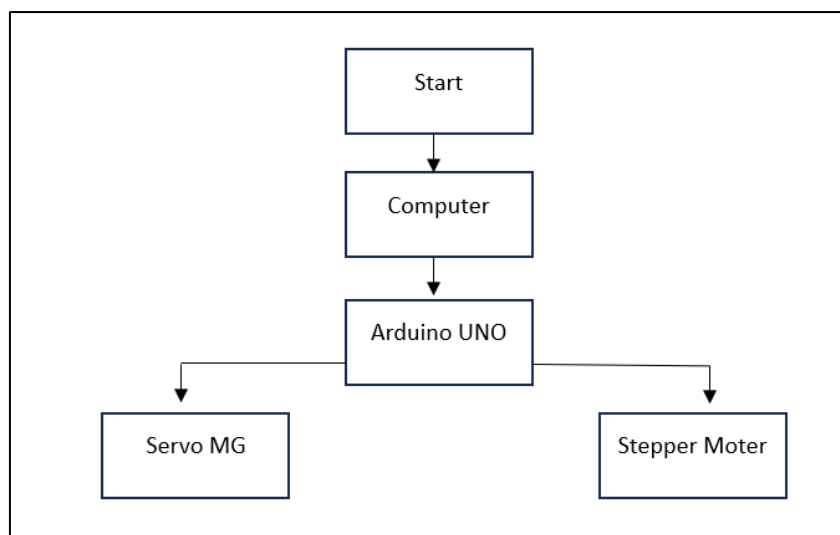 Start
Computer
Arduino UNO
Servo MG
Stepper Moter